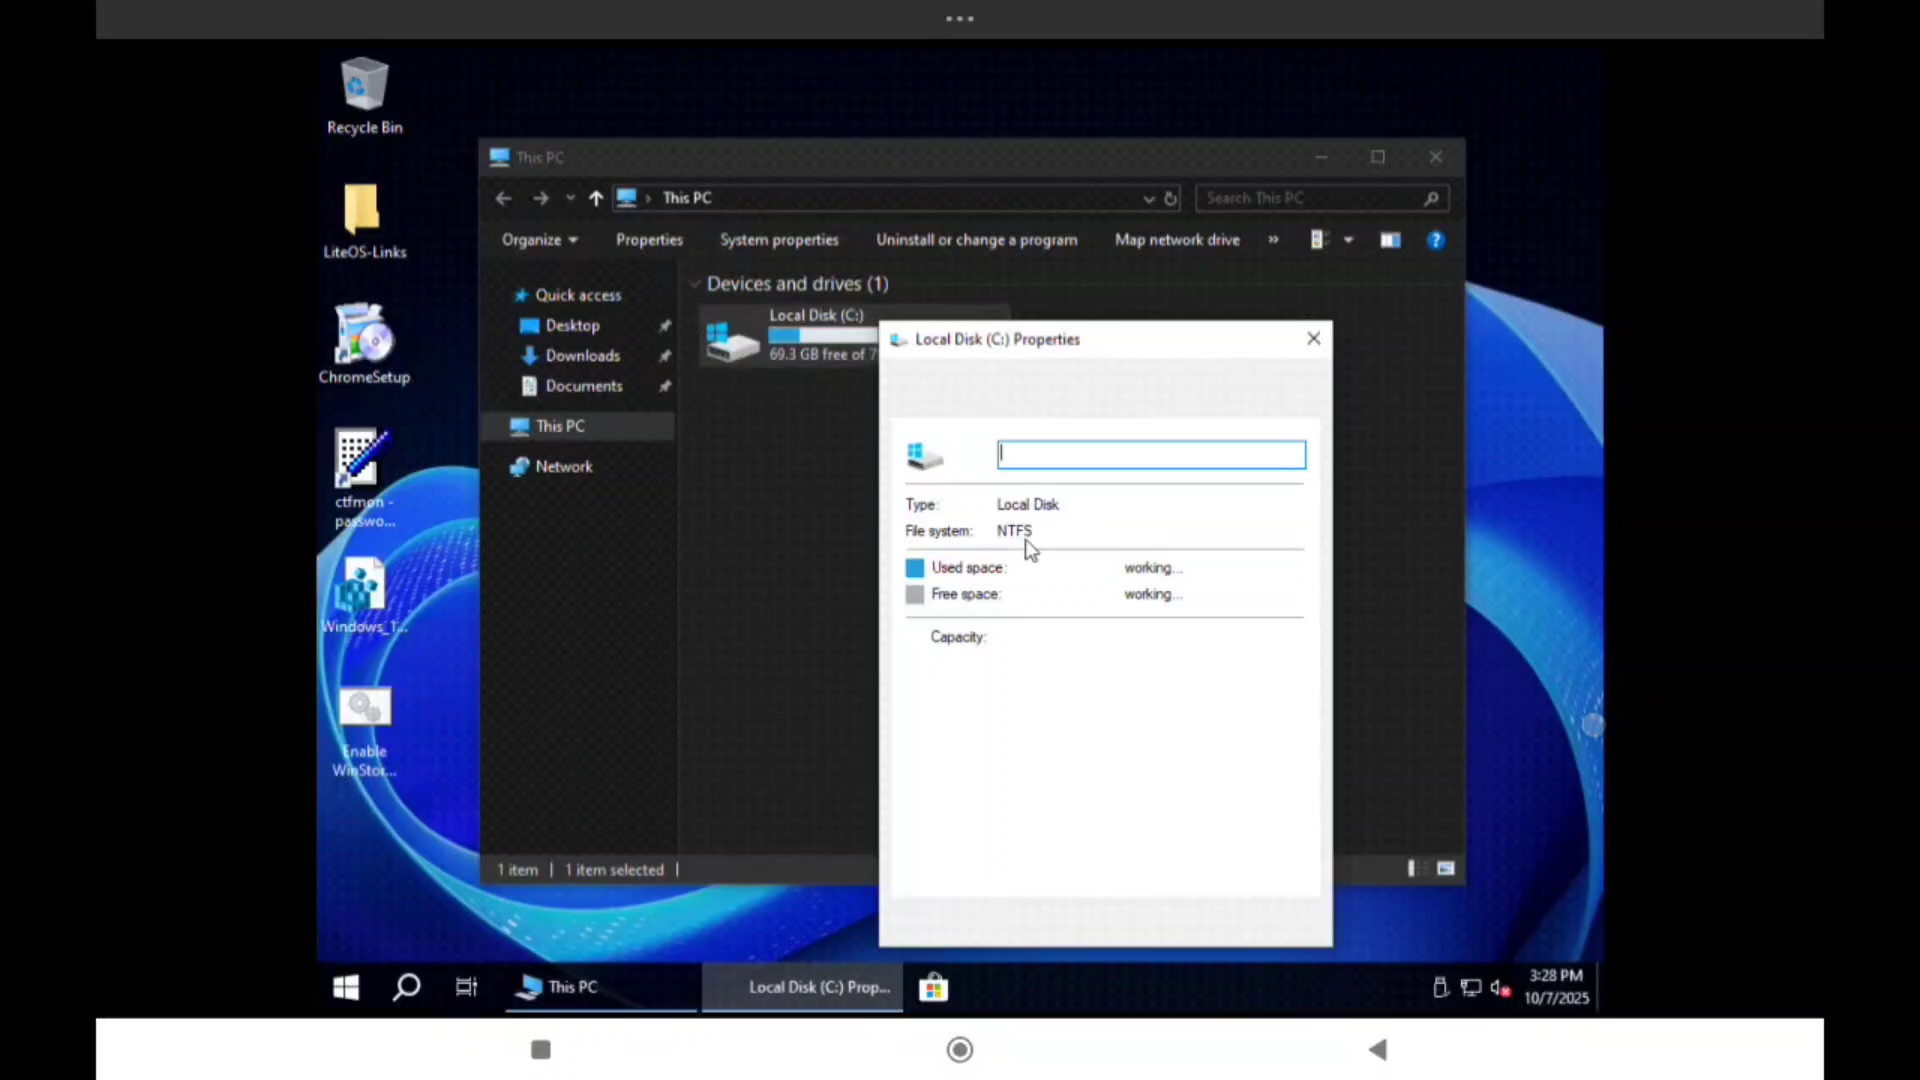 Recycle Bin
LiteOS-Links
ChromeSetup
ctfmon -
passwo...
Windows_1...
Enable
WinStor...
This PC
This PC
Search This PC
Organize
Properties
System properties
Uninstall or change a program
Map network drive
»
Quick access
Desktop
Downloads
Documents
This PC
Network
Devices and drives (1)
Local Disk (C:)
69.3 GB free of 7
1 item
1 item selected
Local Disk (C:) Properties
Type: Local Disk
File system: NTFS
Used space: working...
Free space: working...
Capacity:
This PC
Local Disk (C:) Prop...
3:28 PM
10/7/2025